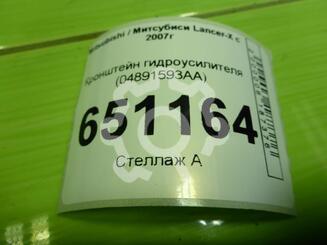 Mitsubishi / Митсубиси Lancer-X с
2007г
Кронштейн гидроусилителя
(04891593AA)
651164
Стеллаж А